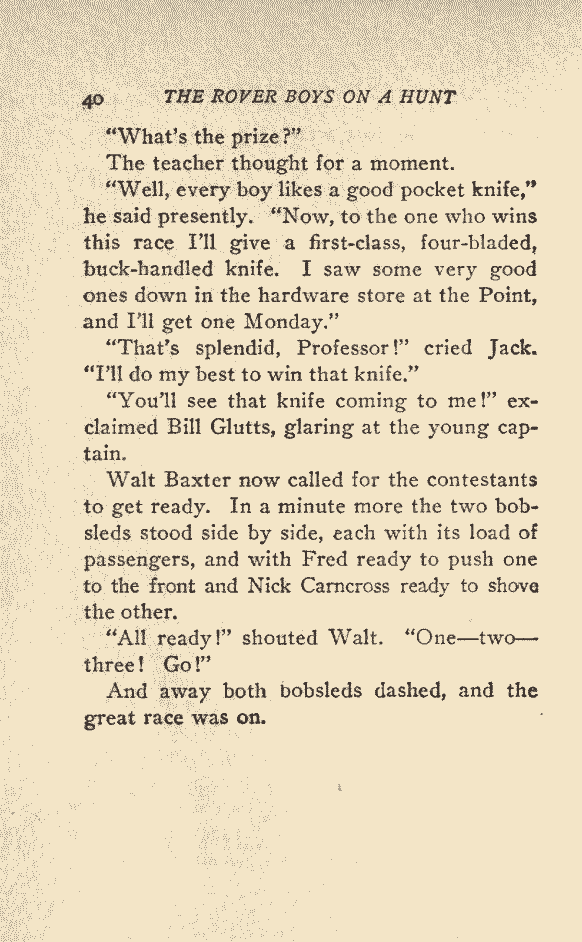 40 THE ROVER BOYS ON A HUNT
“What’s the prize?”
The teacher thought for a moment.
“Well, every boy likes a good pocket knife,”
he said presently. “Now, to the one who wins
this race I’ll give a first-class, four-bladed,
buck-handled knife. I saw some very good
ones down in the hardware store at the Point,
and I’ll get one Monday.”
“That’s splendid, Professor!” cried Jack.
“I’ll do my best to win that knife.”
“You’ll see that knife coming to me!” ex-
claimed Bill Glutts, glaring at the young cap-
tain.
Walt Baxter now called for the contestants
to get ready. In a minute more the two bob-
sleds stood side by side, each with its load of
passengers, and with Fred ready to push one
to the front and Nick Carncross ready to shove
the other.
“All ready!” shouted Walt. “One—two—
three! Go!”
And away both bobsleds dashed, and the
great race was on.